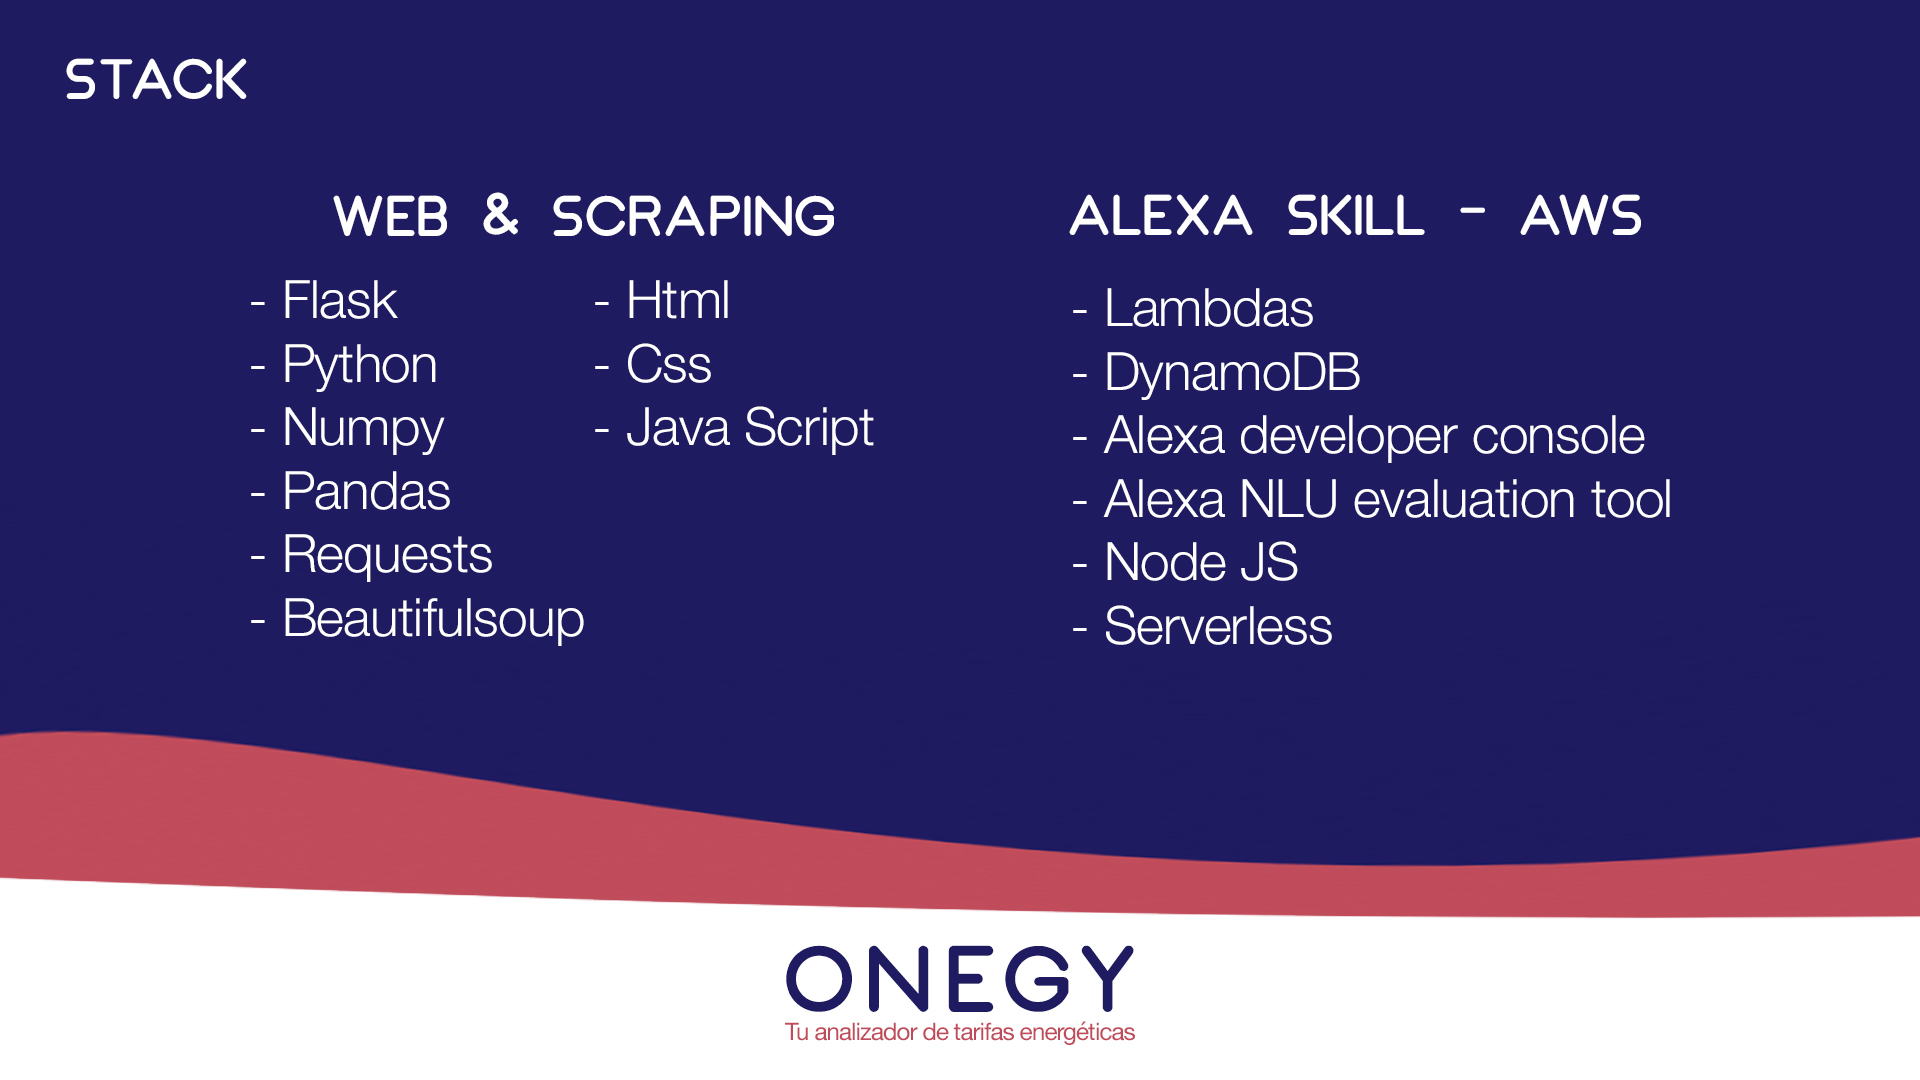 STACK
WEB & SCRAPING
- Flask
- Python
- Numpy
- Pandas
- Requests
- Beautifulsoup
- Html
- Css
- Java Script
ALEXA SKILL - AWS
- Lambdas
- DynamoDB
- Alexa developer console
- Alexa NLU evaluation tool
- Node JS
- Serverless
ONEGY
Tu analizador de tarifas energéticas